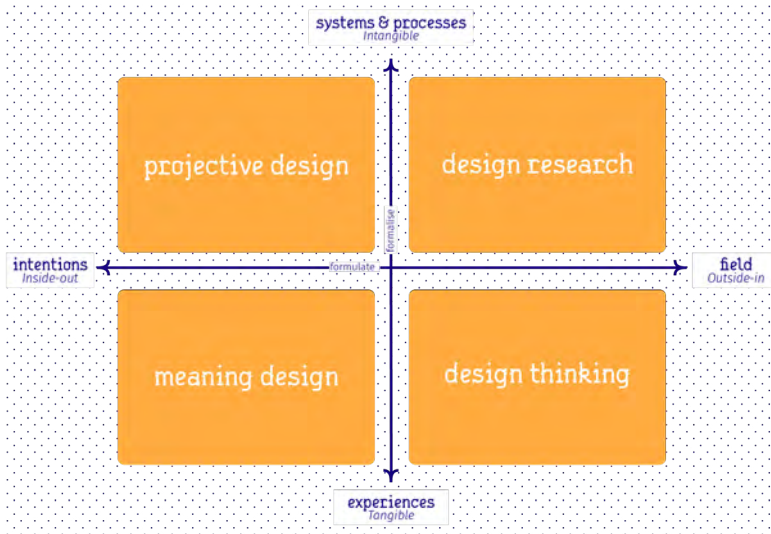 systems & processes
Intangible
projective design
design research
formalise
intentions
Inside-out
formulate
field
Outside-in
meaning design
design thinking
experiences
Tangible